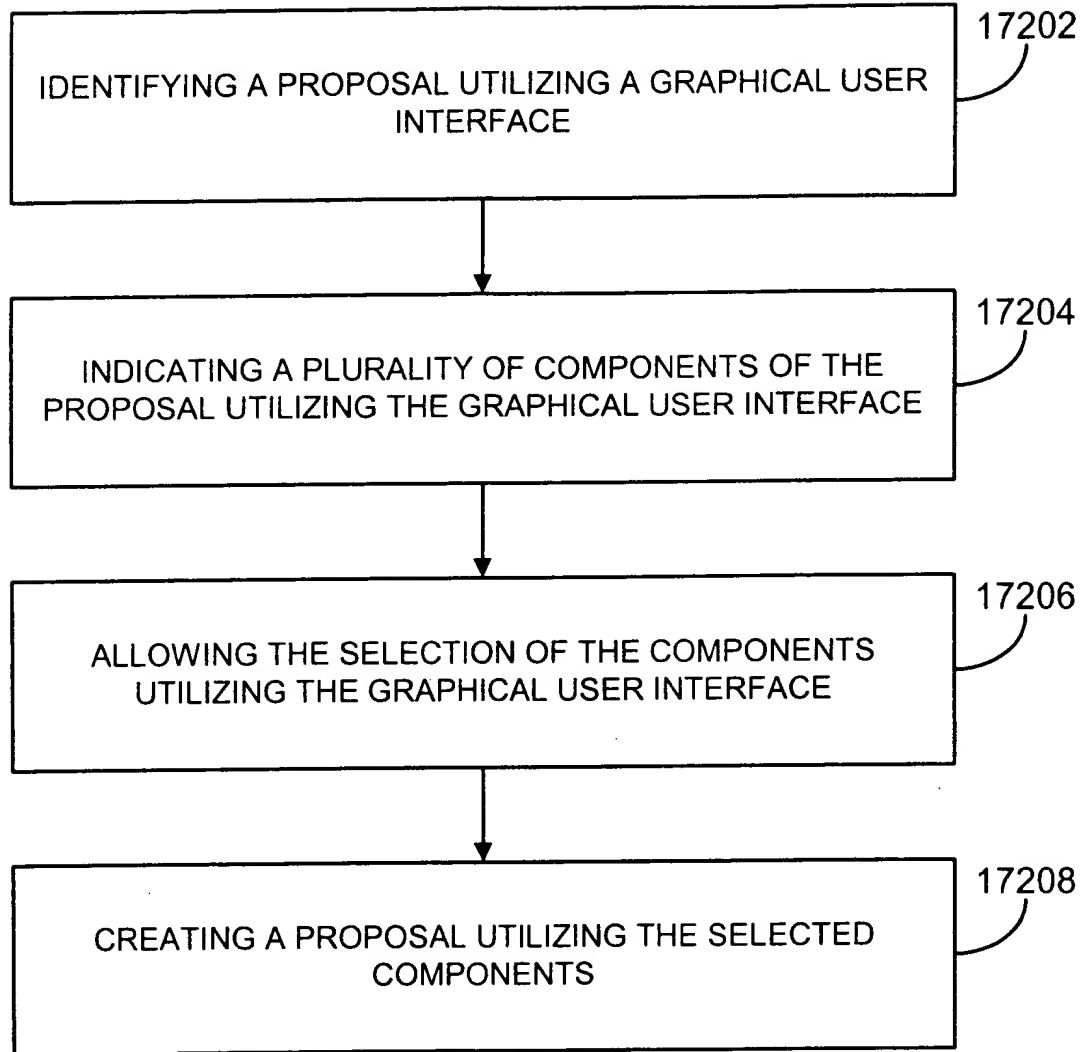 17202
IDENTIFYING A PROPOSAL UTILIZING A GRAPHICAL USER
INTERFACE
17204
INDICATING A PLURALITY OF COMPONENTS OF THE
PROPOSAL UTILIZING THE GRAPHICAL USER INTERFACE
17206
ALLOWING THE SELECTION OF THE COMPONENTS
UTILIZING THE GRAPHICAL USER INTERFACE
17208
CREATING A PROPOSAL UTILIZING THE SELECTED
COMPONENTS